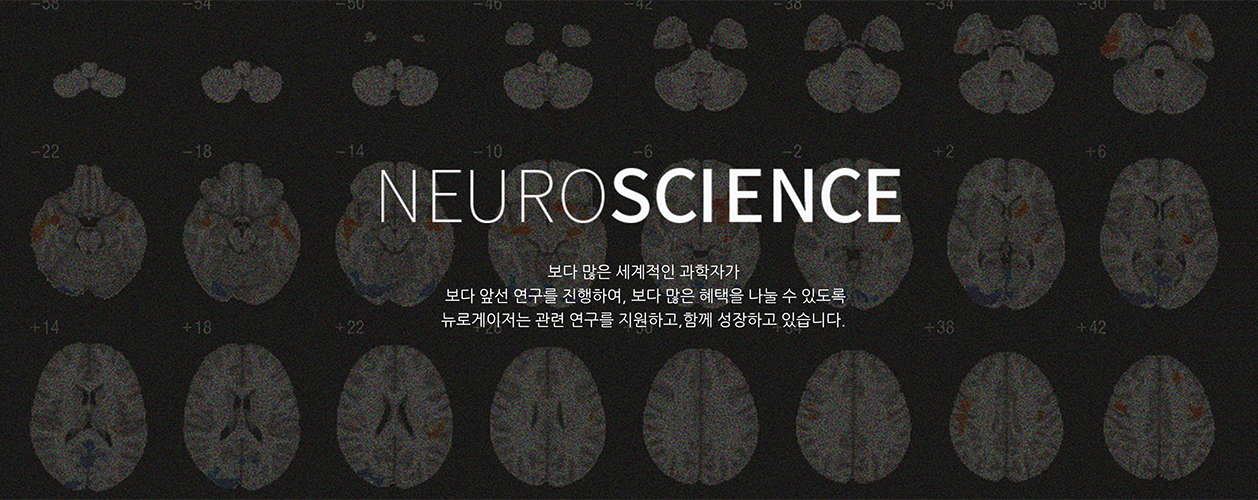 -58 -54 -50 -46 -42 -38 -34 -30
-22 -18 -14 -10 -6 -2 +2 +6
NEUROSCIENCE
보다 많은 세계적인 과학자가
보다 앞선 연구를 진행하여, 보다 많은 혜택을 나눌 수 있도록
뉴로게이저는 관련 연구를 지원하고,함께 성장하고 있습니다.
+14 +18 +22 +38 +42